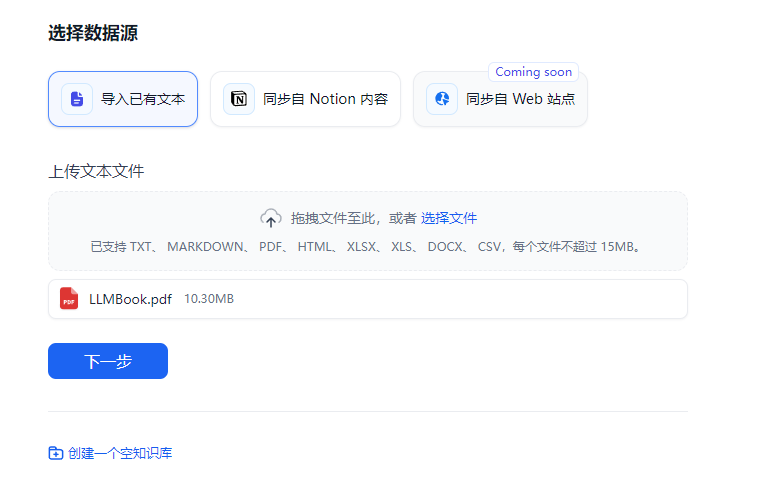 选择数据源
Coming soon
导入已有文本
同步自 Notion 内容
同步自 Web 站点
上传文本文件
拖拽文件至此，或者 选择文件
已支持 TXT、 MARKDOWN、 PDF、 HTML、 XLSX、 XLS、 DOCX、 CSV，每个文件不超过 15MB。
PDF LLMBook.pdf 10.30MB
下一步
创建一个空知识库